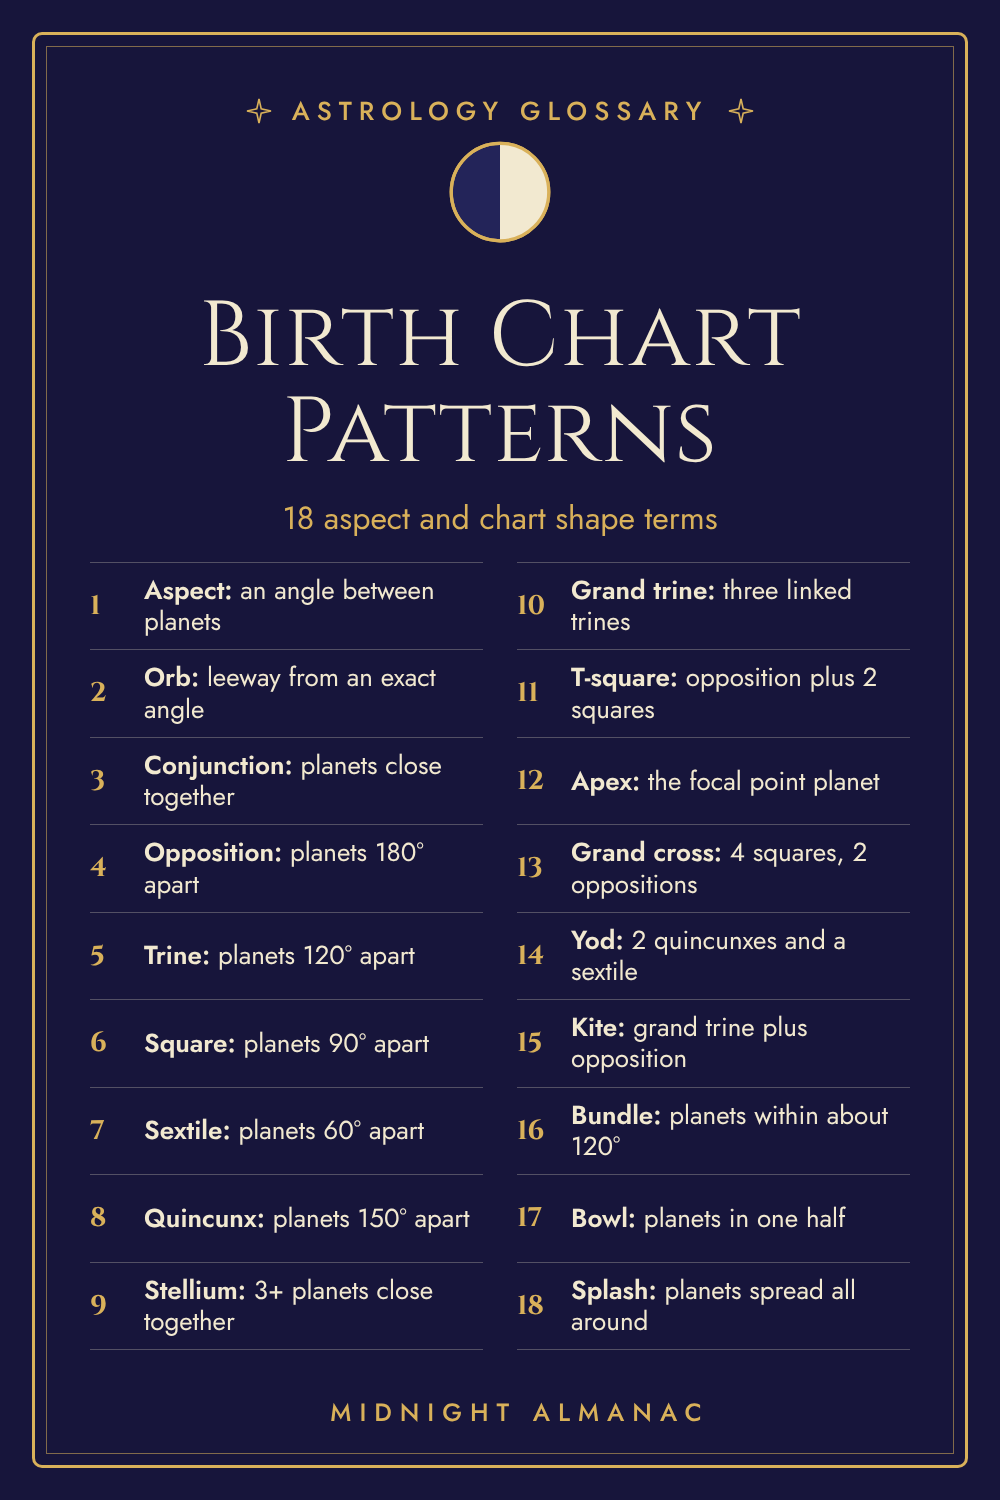 ASTROLOGY GLOSSARY
Birth Chart
Patterns
18 aspect and chart shape terms
1 Aspect: an angle between
planets
2 Orb: leeway from an exact
angle
3 Conjunction: planets close
together
4 Opposition: planets 180°
apart
5 Trine: planets 120° apart
6 Square: planets 90° apart
7 Sextile: planets 60° apart
8 Quincunx: planets 150° apart
9 Stellium: 3+ planets close
together
10 Grand trine: three linked
trines
11 T-square: opposition plus 2
squares
12 Apex: the focal point planet
13 Grand cross: 4 squares, 2
oppositions
14 Yod: 2 quincunxes and a
sextile
15 Kite: grand trine plus
opposition
16 Bundle: planets within about
120°
17 Bowl: planets in one half
18 Splash: planets spread all
around
MIDNIGHT ALMANAC